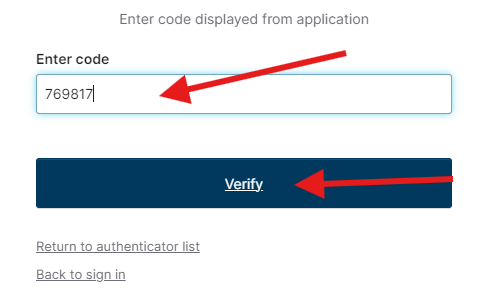 Enter code displayed from application
Enter code
769817
Verify
Return to authenticator list
Back to sign in